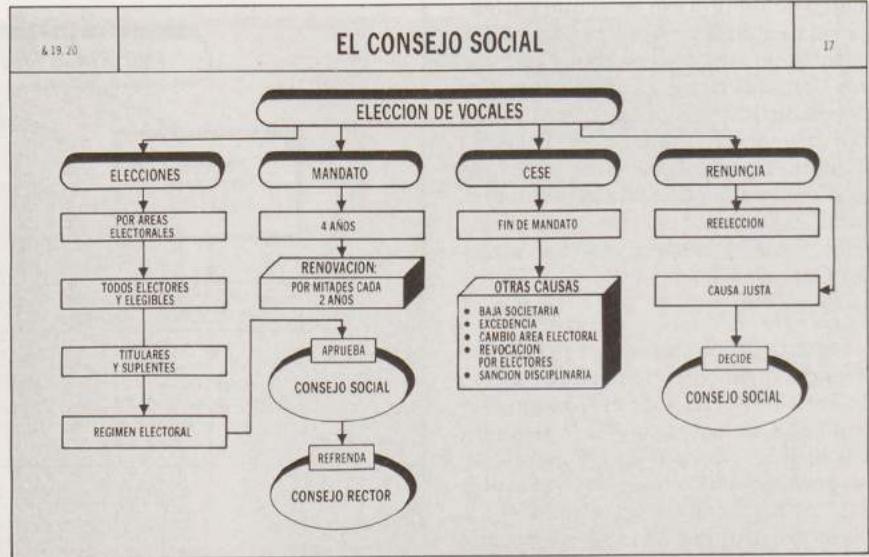 & 19, 20
EL CONSEJO SOCIAL
17
ELECCION DE VOCALES
ELECCIONES
POR AREAS
ELECTORALES
TODOS ELECTORES
Y ELEGIBLES
TITULARES
Y SUPLENTES
REGIMEN ELECTORAL
MANDATO
4 AÑOS
RENOVACION:
POR MITADES CADA
2 AÑOS
APRUEBA
CONSEJO SOCIAL
REFRENDA
CONSEJO RECTOR
CESE
FIN DE MANDATO
OTRAS CAUSAS
• BAJA SOCIETARIA
• EXCEDENCIA
• CAMBIO AREA ELECTORAL
• REVOCACION
POR ELECTORES
• SANCION DISCIPLINARIA
RENUNCIA
REELECCION
CAUSA JUSTA
DECIDE
CONSEJO SOCIAL